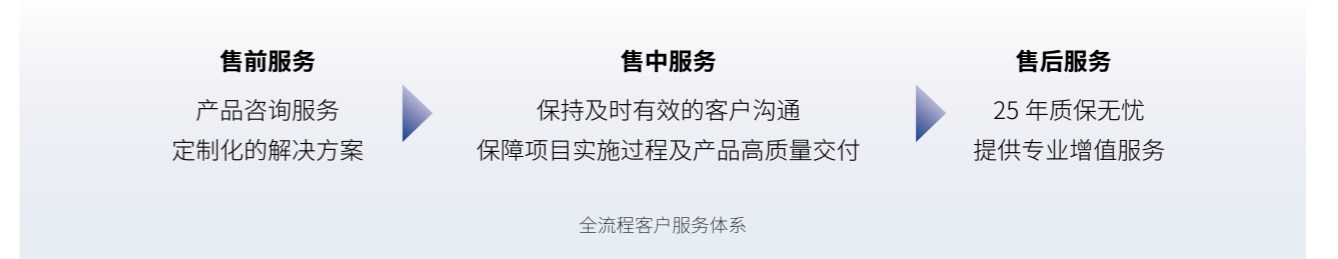 售前服务
产品咨询服务
定制化的解决方案
售中服务
保持及时有效的客户沟通
保障项目实施过程及产品高质量交付
售后服务
25 年质保无忧
提供专业增值服务
全流程客户服务体系